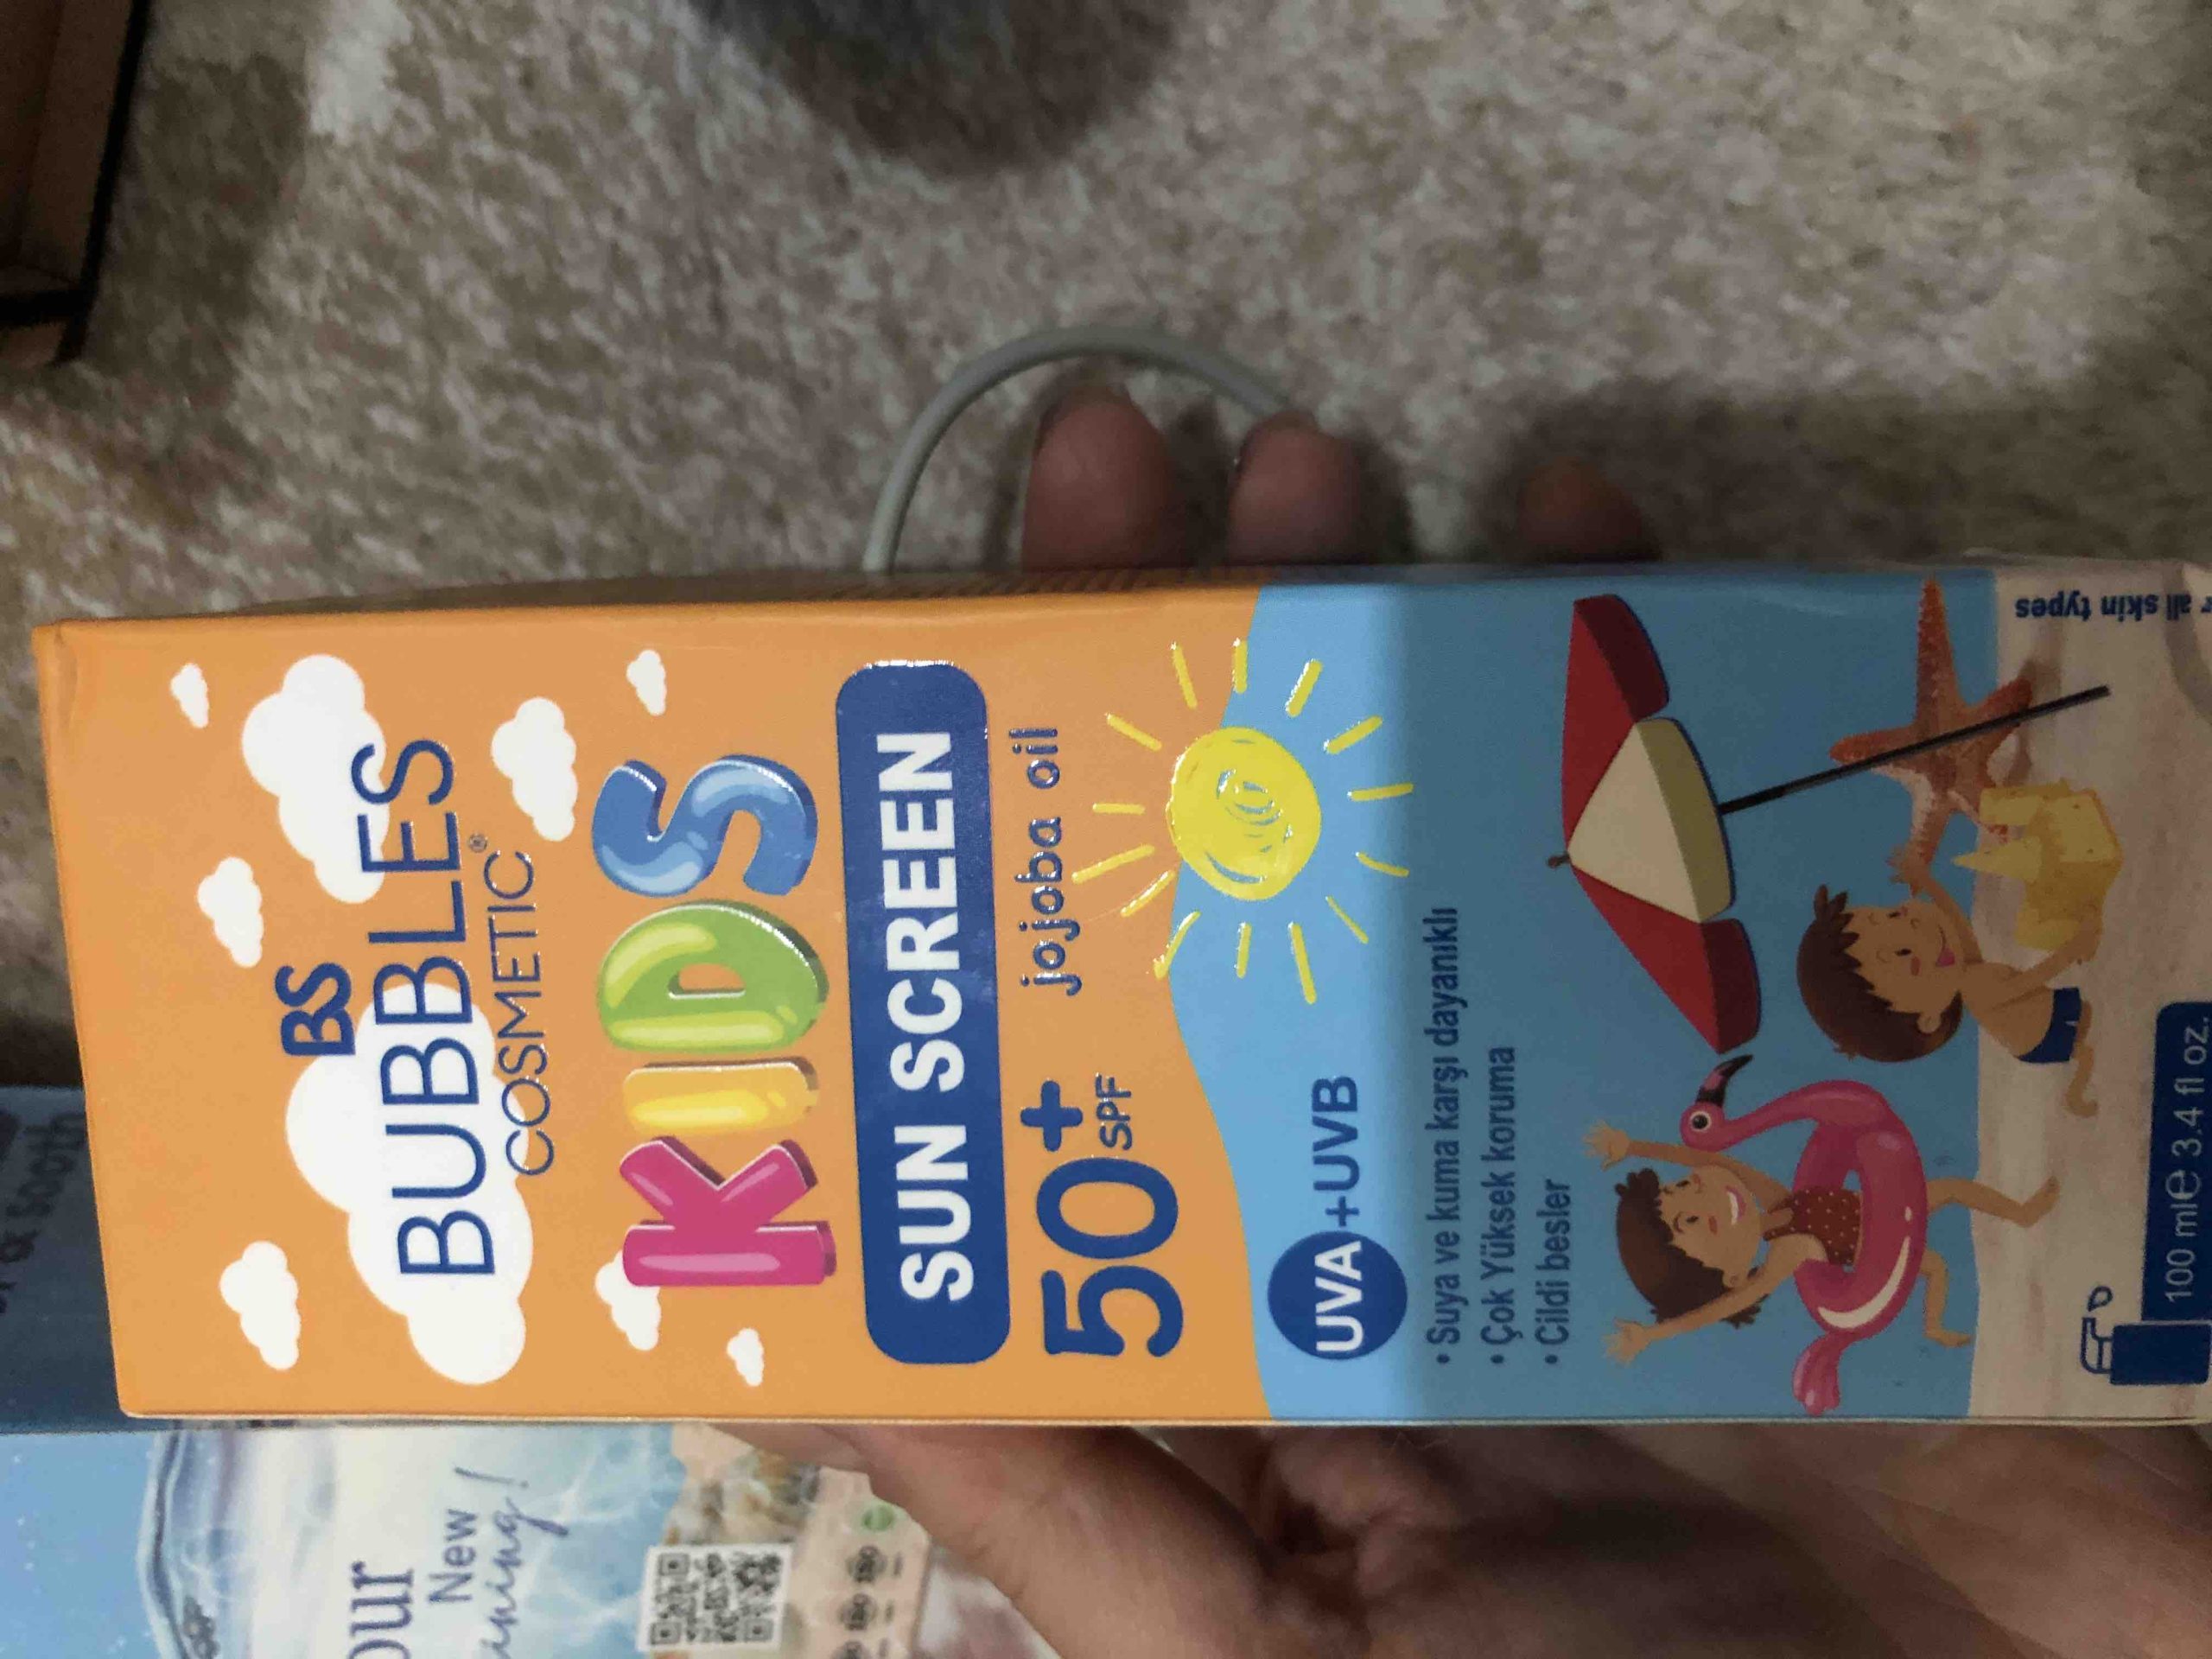 BS
BUBBLES
COSMETIC®
KIDS
SUN SCREEN
50+ SPF
jojoba oil
UVA+UVB
• Suya ve kuma karşı dayanıklı
• Çok Yüksek koruma
• Cildi besler
100 ml℮ 3.4 fl oz.
all skin types
New